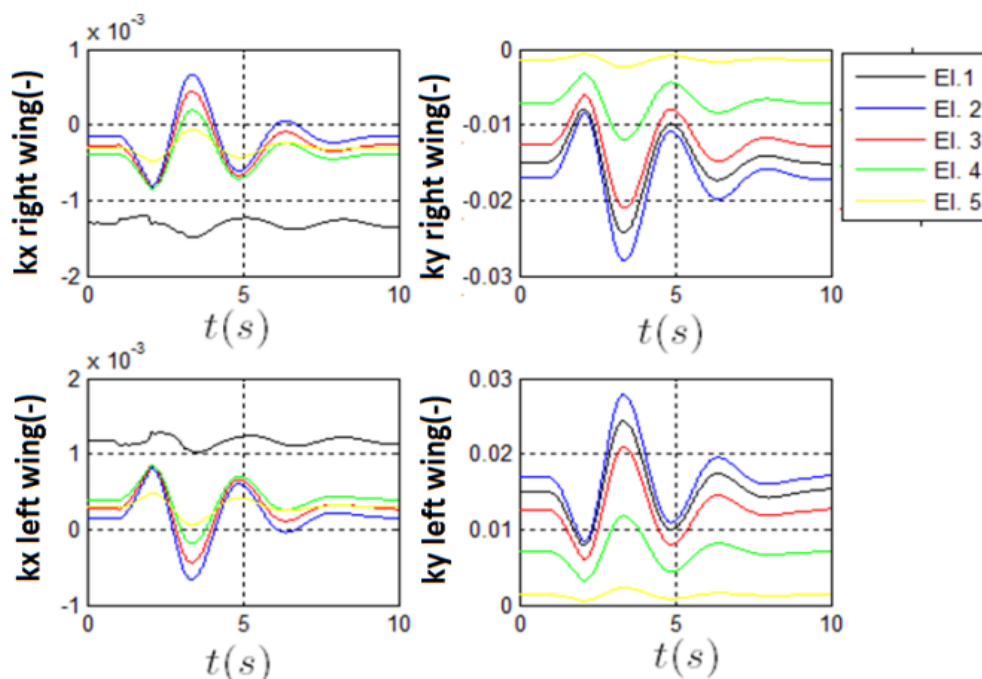 x 10^-3
kx right wing(-)
1
0
-1
-2
0
5
10
t(s)
ky right wing(-)
0
-0.01
-0.02
-0.03
0
5
10
t(s)
El.1
El. 2
El. 3
El. 4
El. 5
x 10^-3
kx left wing(-)
2
1
0
-1
0
5
10
t(s)
ky left wing(-)
0.03
0.02
0.01
0
0
5
10
t(s)